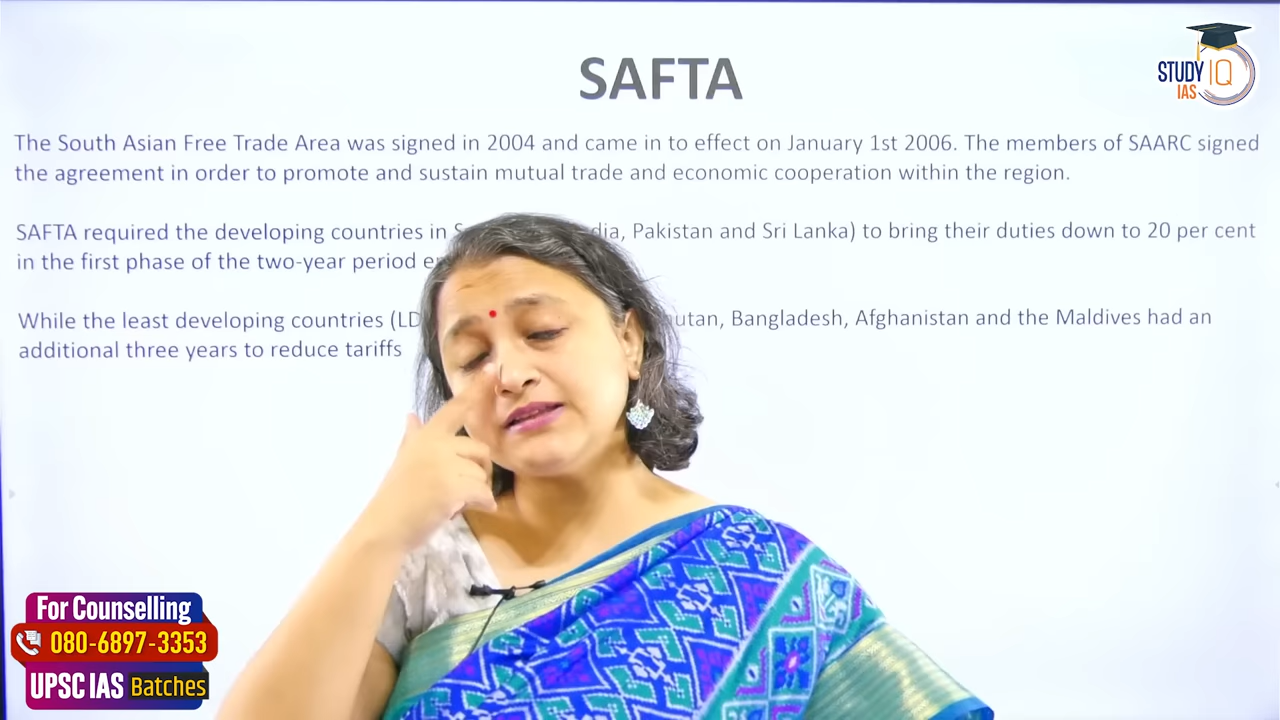 SAFTA
STUDY IQ
IAS
The South Asian Free Trade Area was signed in 2004 and came in to effect on January 1st 2006. The members of SAARC signed
the agreement in order to promote and sustain mutual trade and economic cooperation within the region.
SAFTA required the developing countries in Pakistan and Sri Lanka) to bring their duties down to 20 per cent
in the first phase of the two-year period
While the least developing countries Bangladesh, Afghanistan and the Maldives had an
additional three years to reduce tariffs
For Counselling
080-6897-3353
UPSC IAS Batches